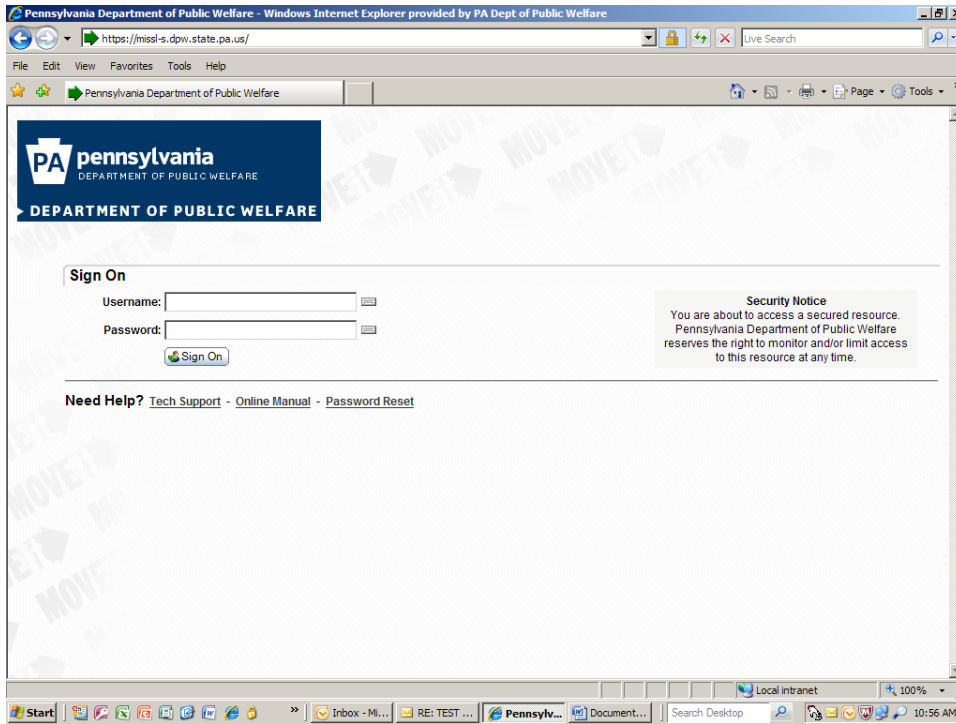 Pennsylvania Department of Public Welfare - Windows Internet Explorer provided by PA Dept of Public Welfare
https://missl-s.dpw.state.pa.us/
Live Search
File Edit View Favorites Tools Help
Pennsylvania Department of Public Welfare
Page Tools
PA pennsylvania
DEPARTMENT OF PUBLIC WELFARE
DEPARTMENT OF PUBLIC WELFARE
Sign On
Username:
Password:
Sign On
Security Notice
You are about to access a secured resource.
Pennsylvania Department of Public Welfare
reserves the right to monitor and/or limit access
to this resource at any time.
Need Help? Tech Support - Online Manual - Password Reset
MOVEit
Local intranet 100%
Start Inbox - Mi... RE: TEST ... Pennsylv... Document... Search Desktop 10:56 AM